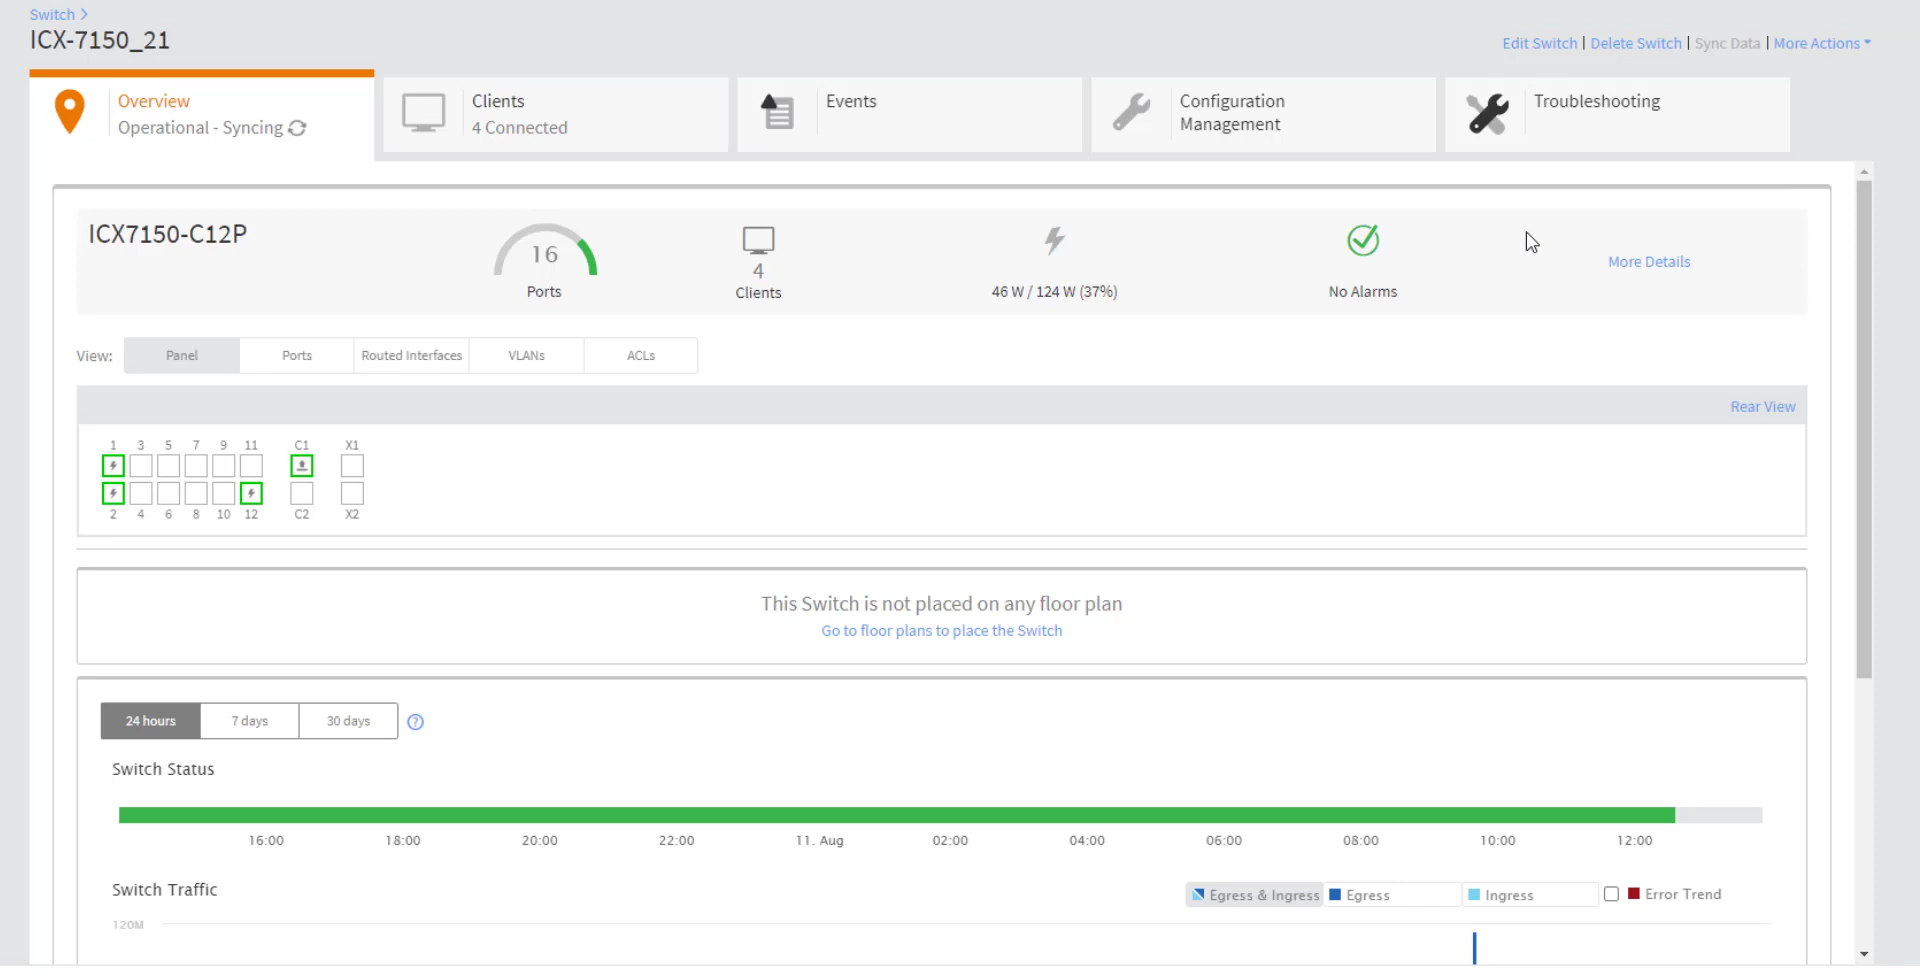 Switch >
ICX-7150_21
Edit Switch | Delete Switch | Sync Data | More Actions
Overview
Operational - Syncing
Clients
4 Connected
Events
Configuration
Management
Troubleshooting
ICX7150-C12P
16
Ports
4
Clients
46 W / 124 W (37%)
No Alarms
More Details
View:
Panel
Ports
Routed Interfaces
VLANs
ACLs
Rear View
1 3 5 7 9 11 C1 X1
2 4 6 8 10 12 C2 X2
This Switch is not placed on any floor plan
Go to floor plans to place the Switch
24 hours
7 days
30 days
?
Switch Status
16:00 18:00 20:00 22:00 11. Aug 02:00 04:00 06:00 08:00 10:00 12:00
Switch Traffic
Egress & Ingress
Egress
Ingress
Error Trend
120M